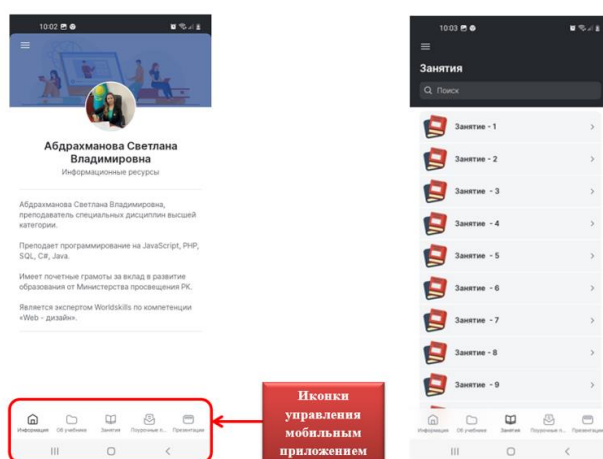 10:02
Абдрахманова Светлана
Владимировна
Информационные ресурсы
Абдрахманова Светлана Владимировна,
преподаватель специальных дисциплин высшей
категории.
Преподает программирование на JavaScript, PHP,
SQL, C#, Java.
Имеет почетные грамоты за вклад в развитие
образования от Министерства просвещения РК.
Является экспертом Worldskills по компетенции
«Web - дизайн».
Информация Об учебнике Занятия Поурочные п... Презентации
Иконки
управления
мобильным
приложением
10:03
Занятия
Поиск
Занятие - 1
Занятие - 2
Занятие - 3
Занятие - 4
Занятие - 5
Занятие - 6
Занятие - 7
Занятие - 8
Занятие - 9
Информация Об учебнике Занятия Поурочные п... Презентации